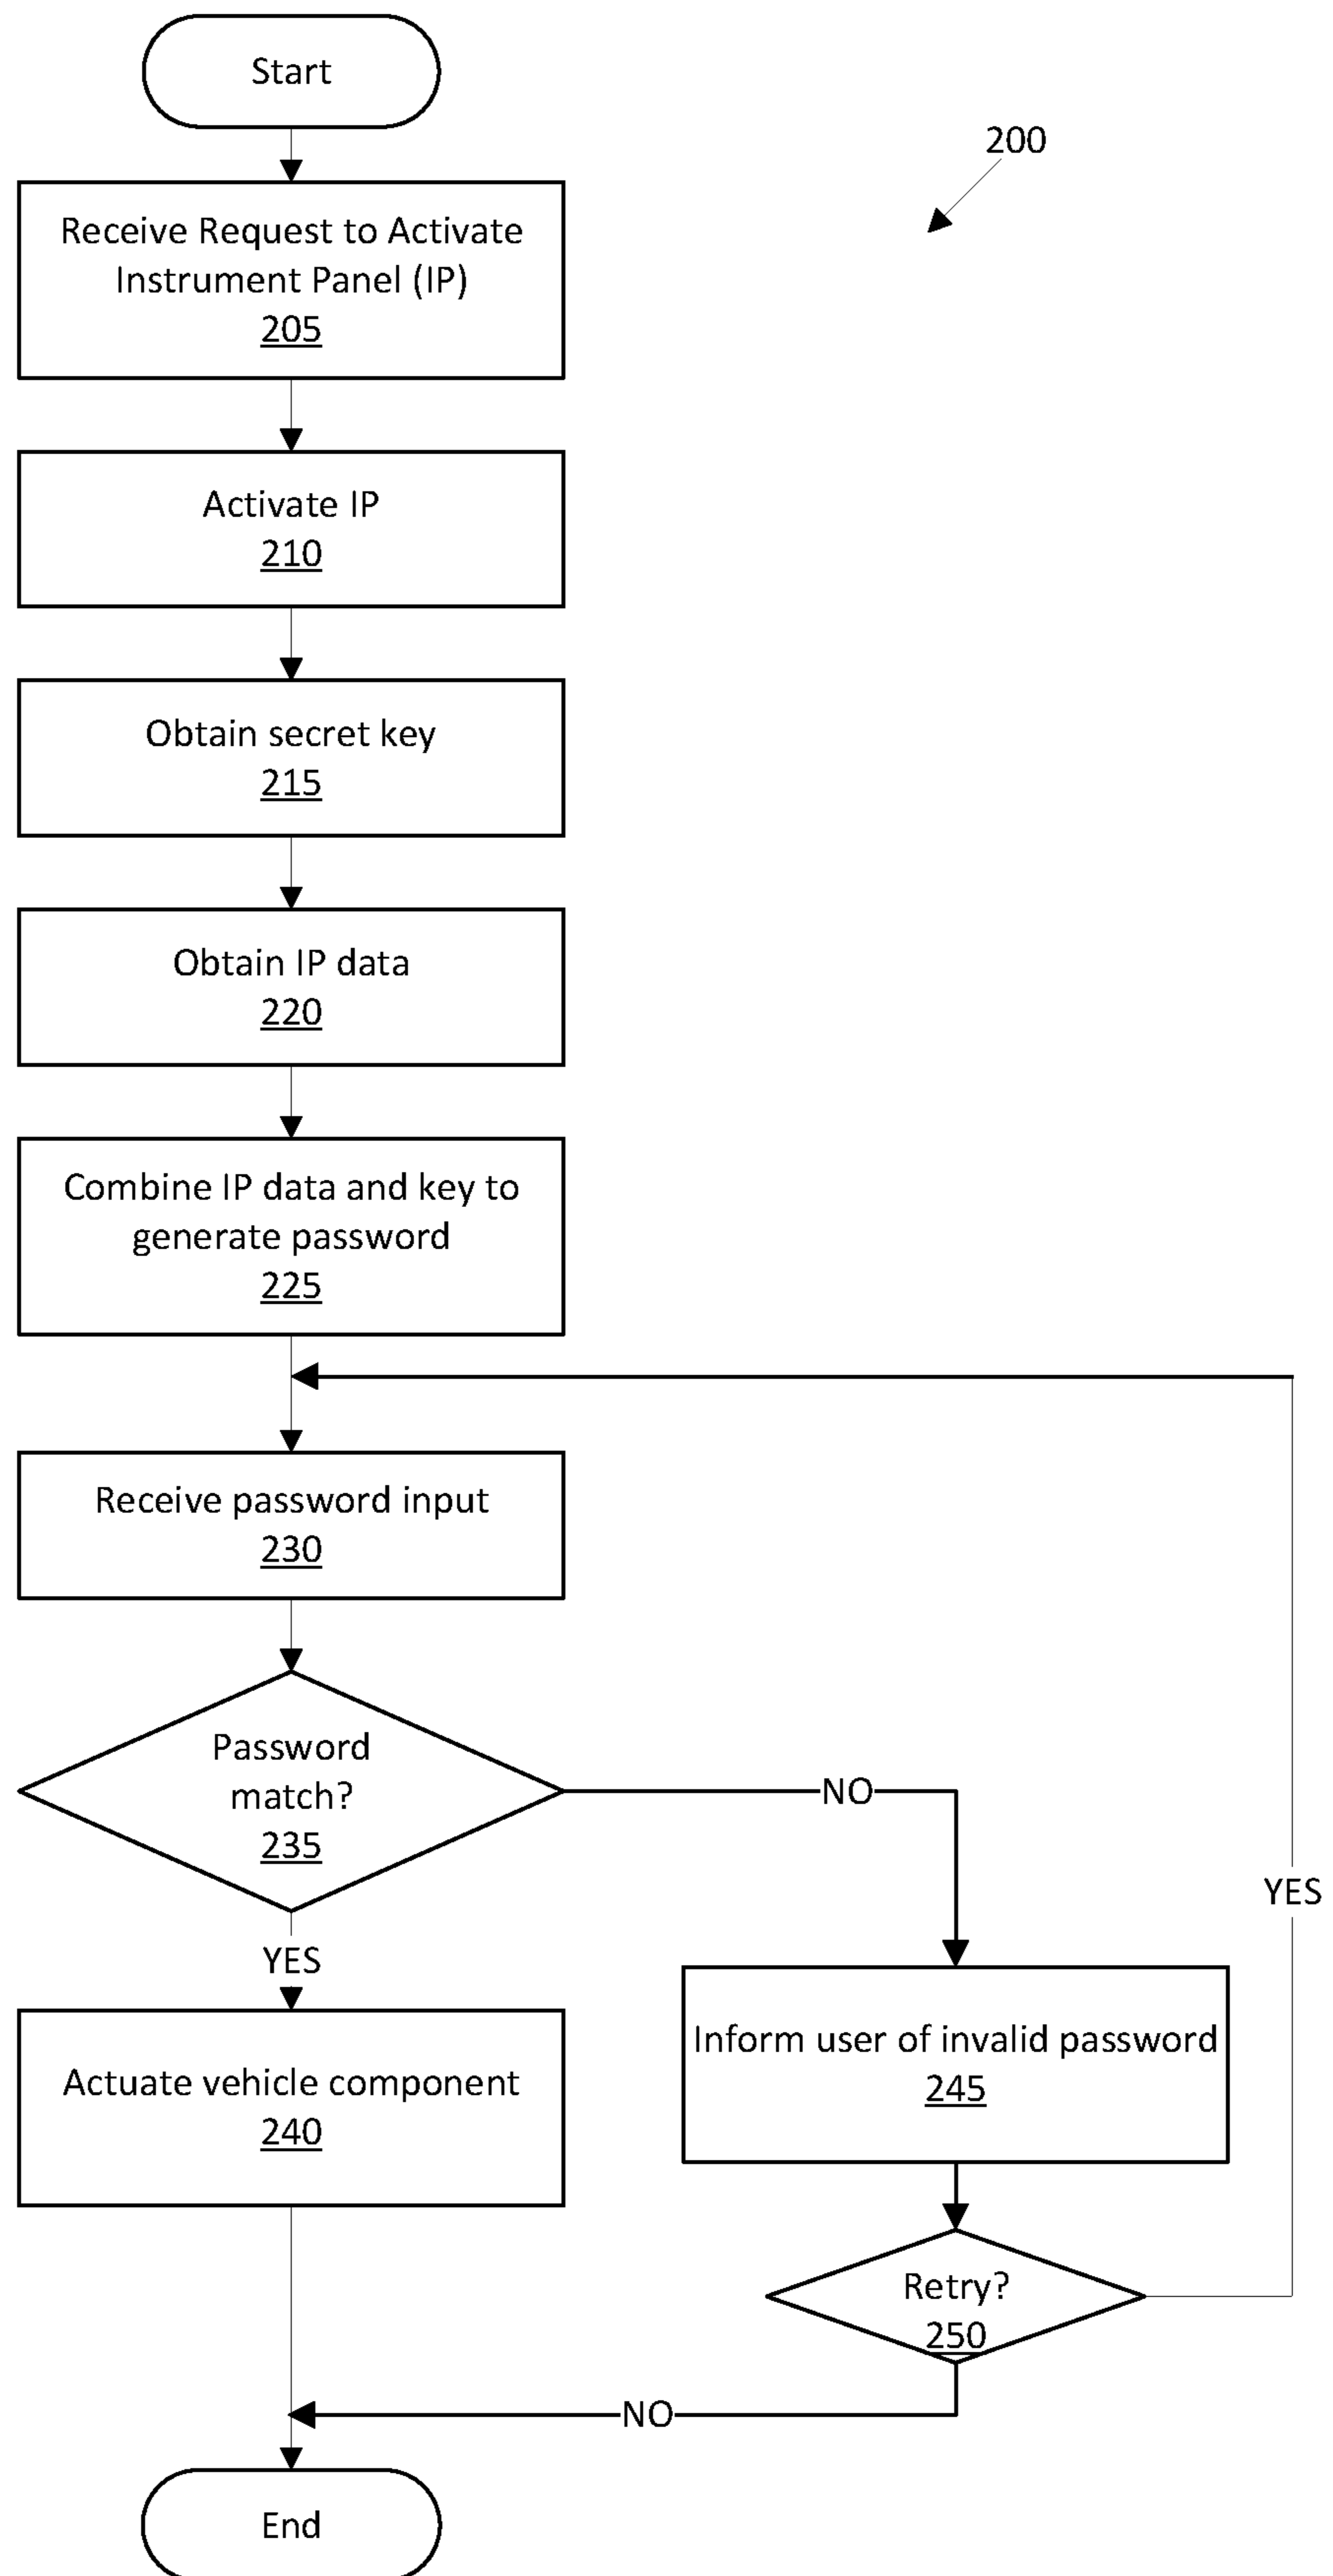 Start
200
Receive Request to Activate
Instrument Panel (IP)
205
Activate IP
210
Obtain secret key
215
Obtain IP data
220
Combine IP data and key to
generate password
225
Receive password input
230
Password
match?
235
NO
YES
YES
Actuate vehicle component
240
Inform user of invalid password
245
Retry?
250
NO
End